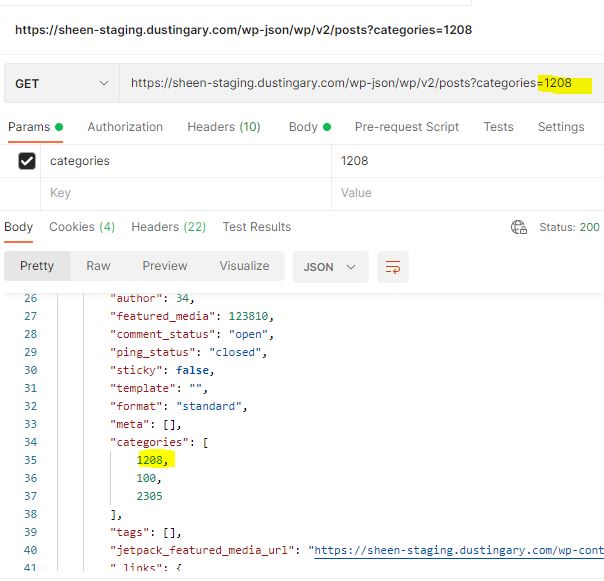 https://sheen-staging.dustingary.com/wp-json/wp/v2/posts?categories=1208
GET https://sheen-staging.dustingary.com/wp-json/wp/v2/posts?categories=1208
Params Authorization Headers (10) Body Pre-request Script Tests Settings
categories 1208
Key Value
Body Cookies (4) Headers (22) Test Results Status: 200
Pretty Raw Preview Visualize JSON
26 "author": 34,
27 "featured_media": 123810,
28 "comment_status": "open",
29 "ping_status": "closed",
30 "sticky": false,
31 "template": "",
32 "format": "standard",
33 "meta": [],
34 "categories": [
35 1208,
36 100,
37 2305
38 ],
39 "tags": [],
40 "jetpack_featured_media_url": "https://sheen-staging.dustingary.com/wp-cont
41 "_links": {